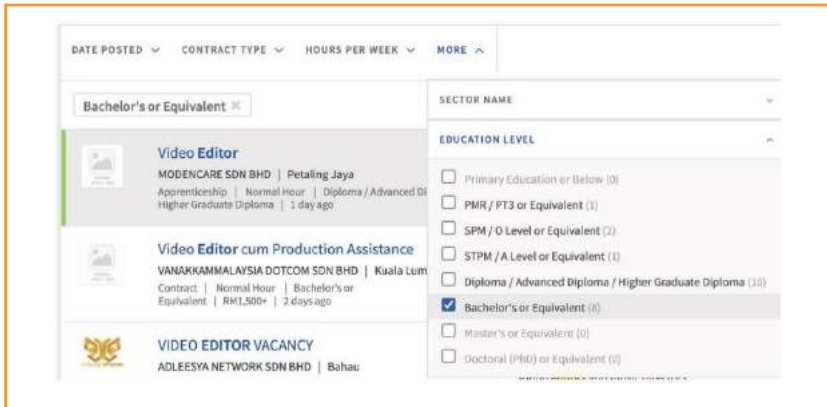 DATE POSTED
CONTRACT TYPE
HOURS PER WEEK
MORE
Bachelor's or Equivalent ×
Video Editor
MODENCARE SDN BHD | Petaling Jaya
Apprenticeship | Normal Hour | Diploma / Advanced Di
Higher Graduate Diploma | 1 day ago
Video Editor cum Production Assistance
VANAKKAMMALAYSIA DOTCOM SDN BHD | Kuala Lum
Contract | Normal Hour | Bachelor's or
Equivalent | RM1,500+ | 2 days ago
VIDEO EDITOR VACANCY
ADLEESYA NETWORK SDN BHD | Bahau
SECTOR NAME
EDUCATION LEVEL
Primary Education or Below (0)
PMR / PT3 or Equivalent (1)
SPM / O Level or Equivalent (2)
STPM / A Level or Equivalent (1)
Diploma / Advanced Diploma / Higher Graduate Diploma (10)
Bachelor's or Equivalent (8)
Master's or Equivalent (0)
Doctoral (PhD) or Equivalent (0)